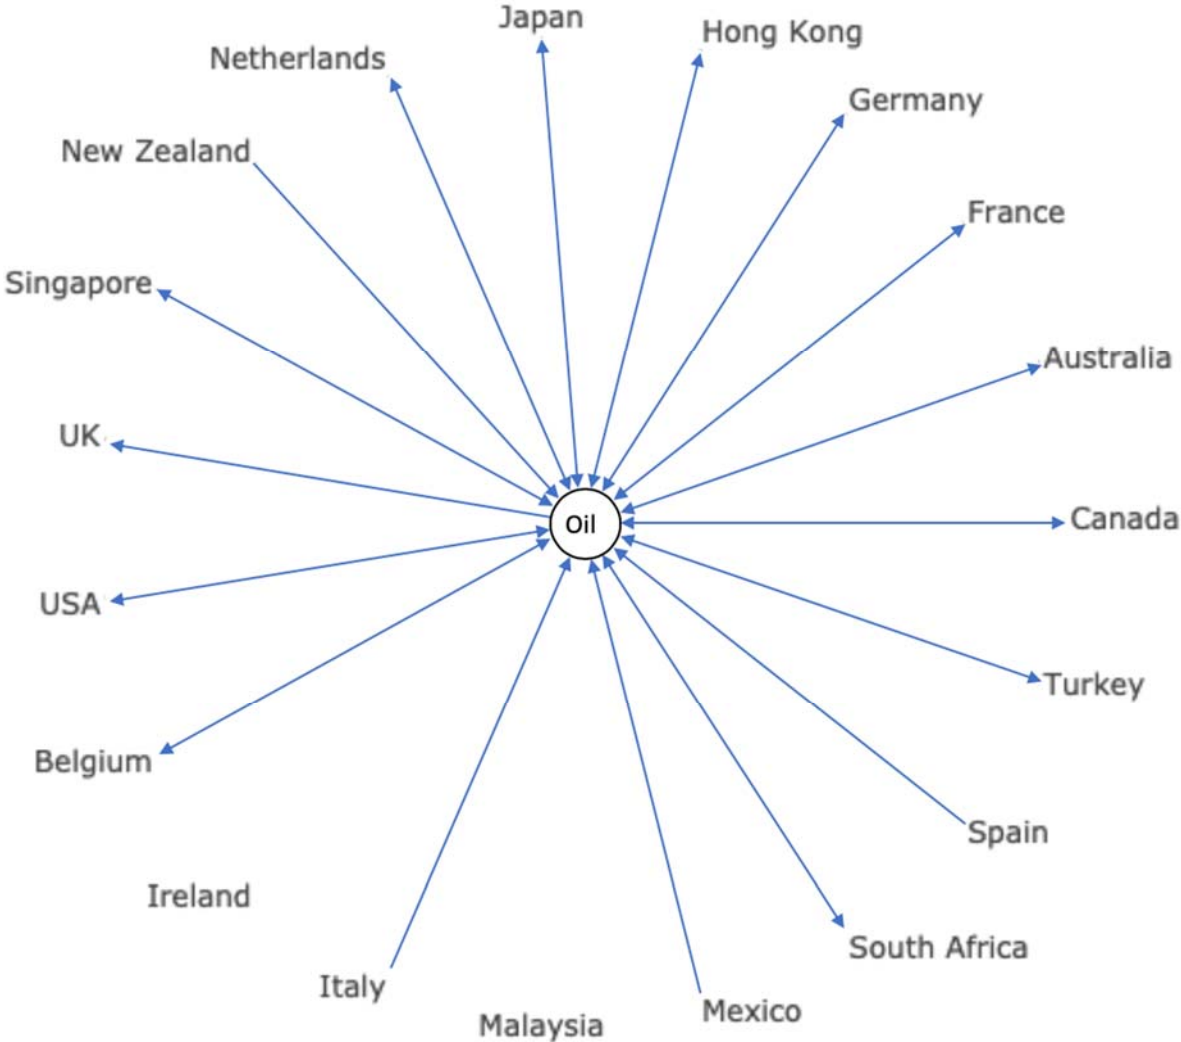 Japan
Hong Kong
Netherlands
Germany
New Zealand
France
Singapore
Australia
UK
Canada
Oil
USA
Turkey
Belgium
Spain
Ireland
South Africa
Italy
Mexico
Malaysia